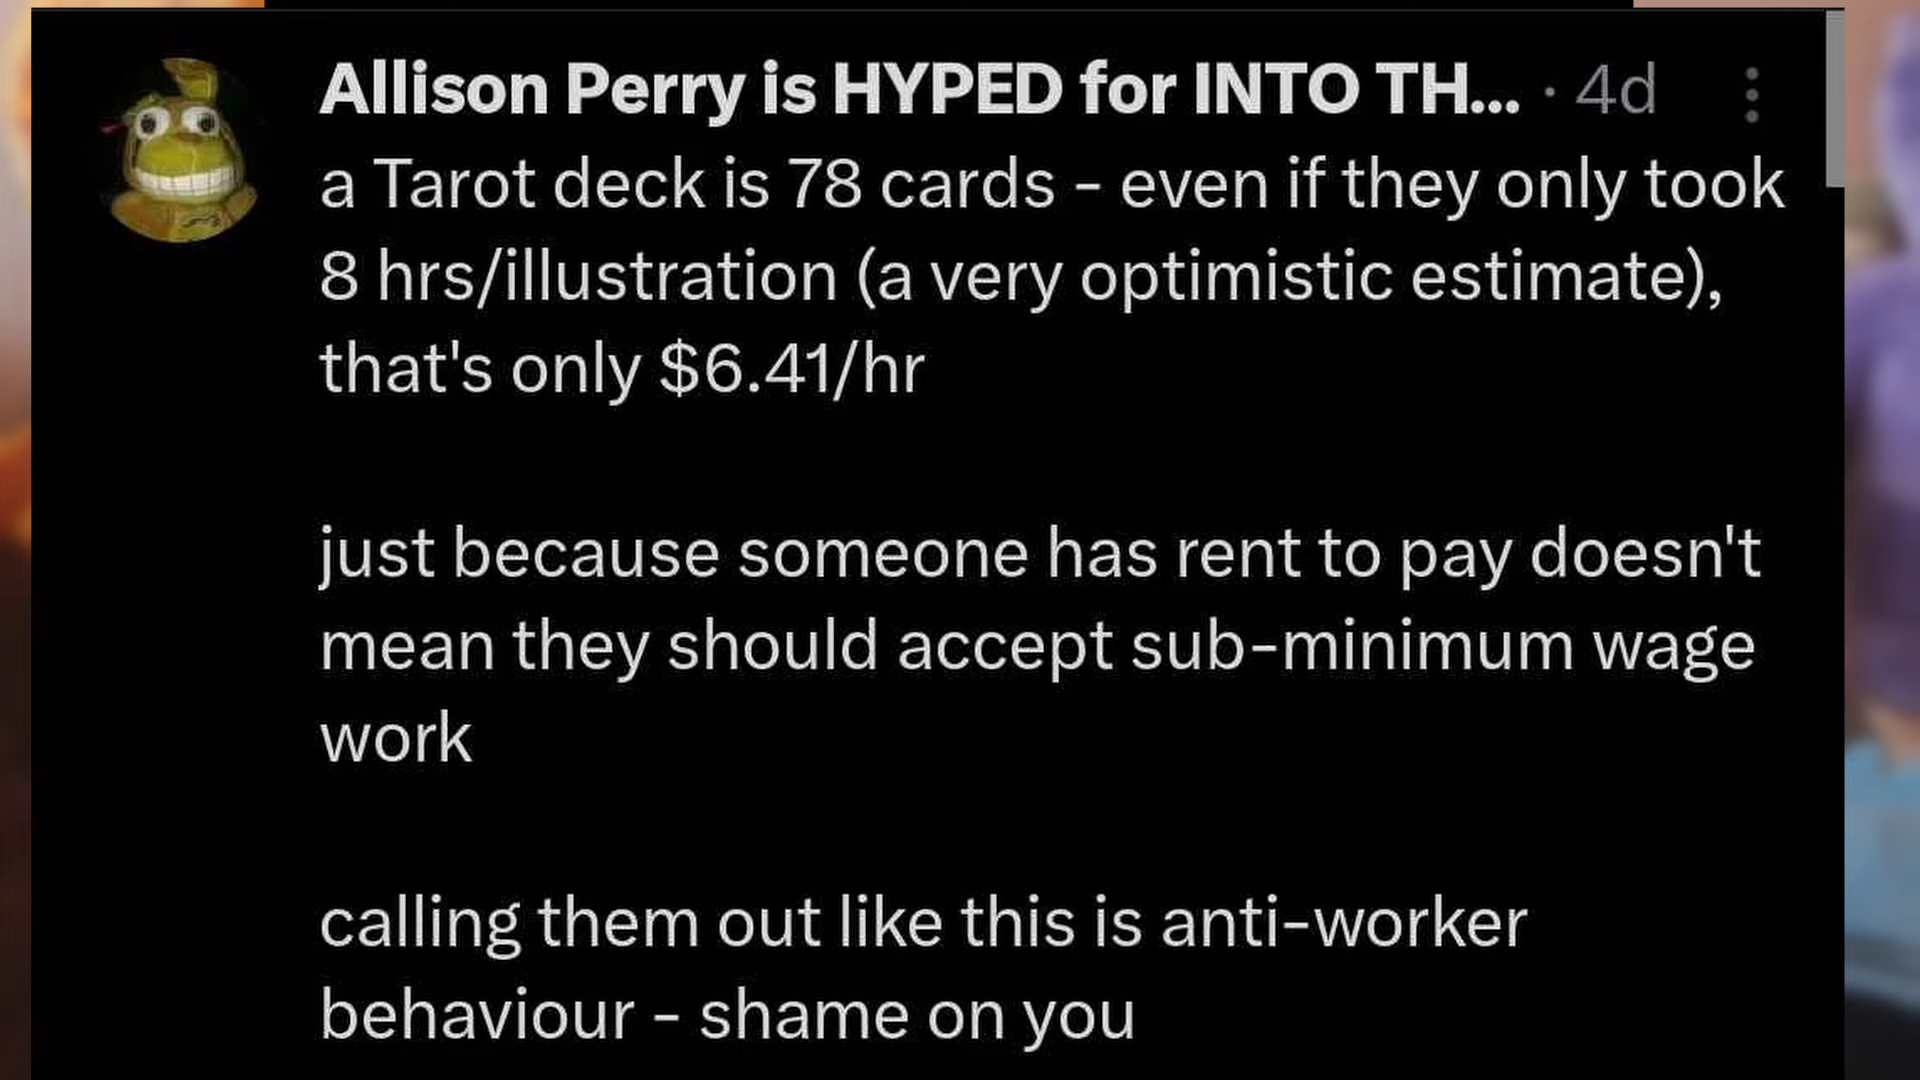 Allison Perry is HYPED for INTO TH... · 4d
a Tarot deck is 78 cards - even if they only took
8 hrs/illustration (a very optimistic estimate),
that's only $6.41/hr
just because someone has rent to pay doesn't
mean they should accept sub-minimum wage
work
calling them out like this is anti-worker
behaviour - shame on you